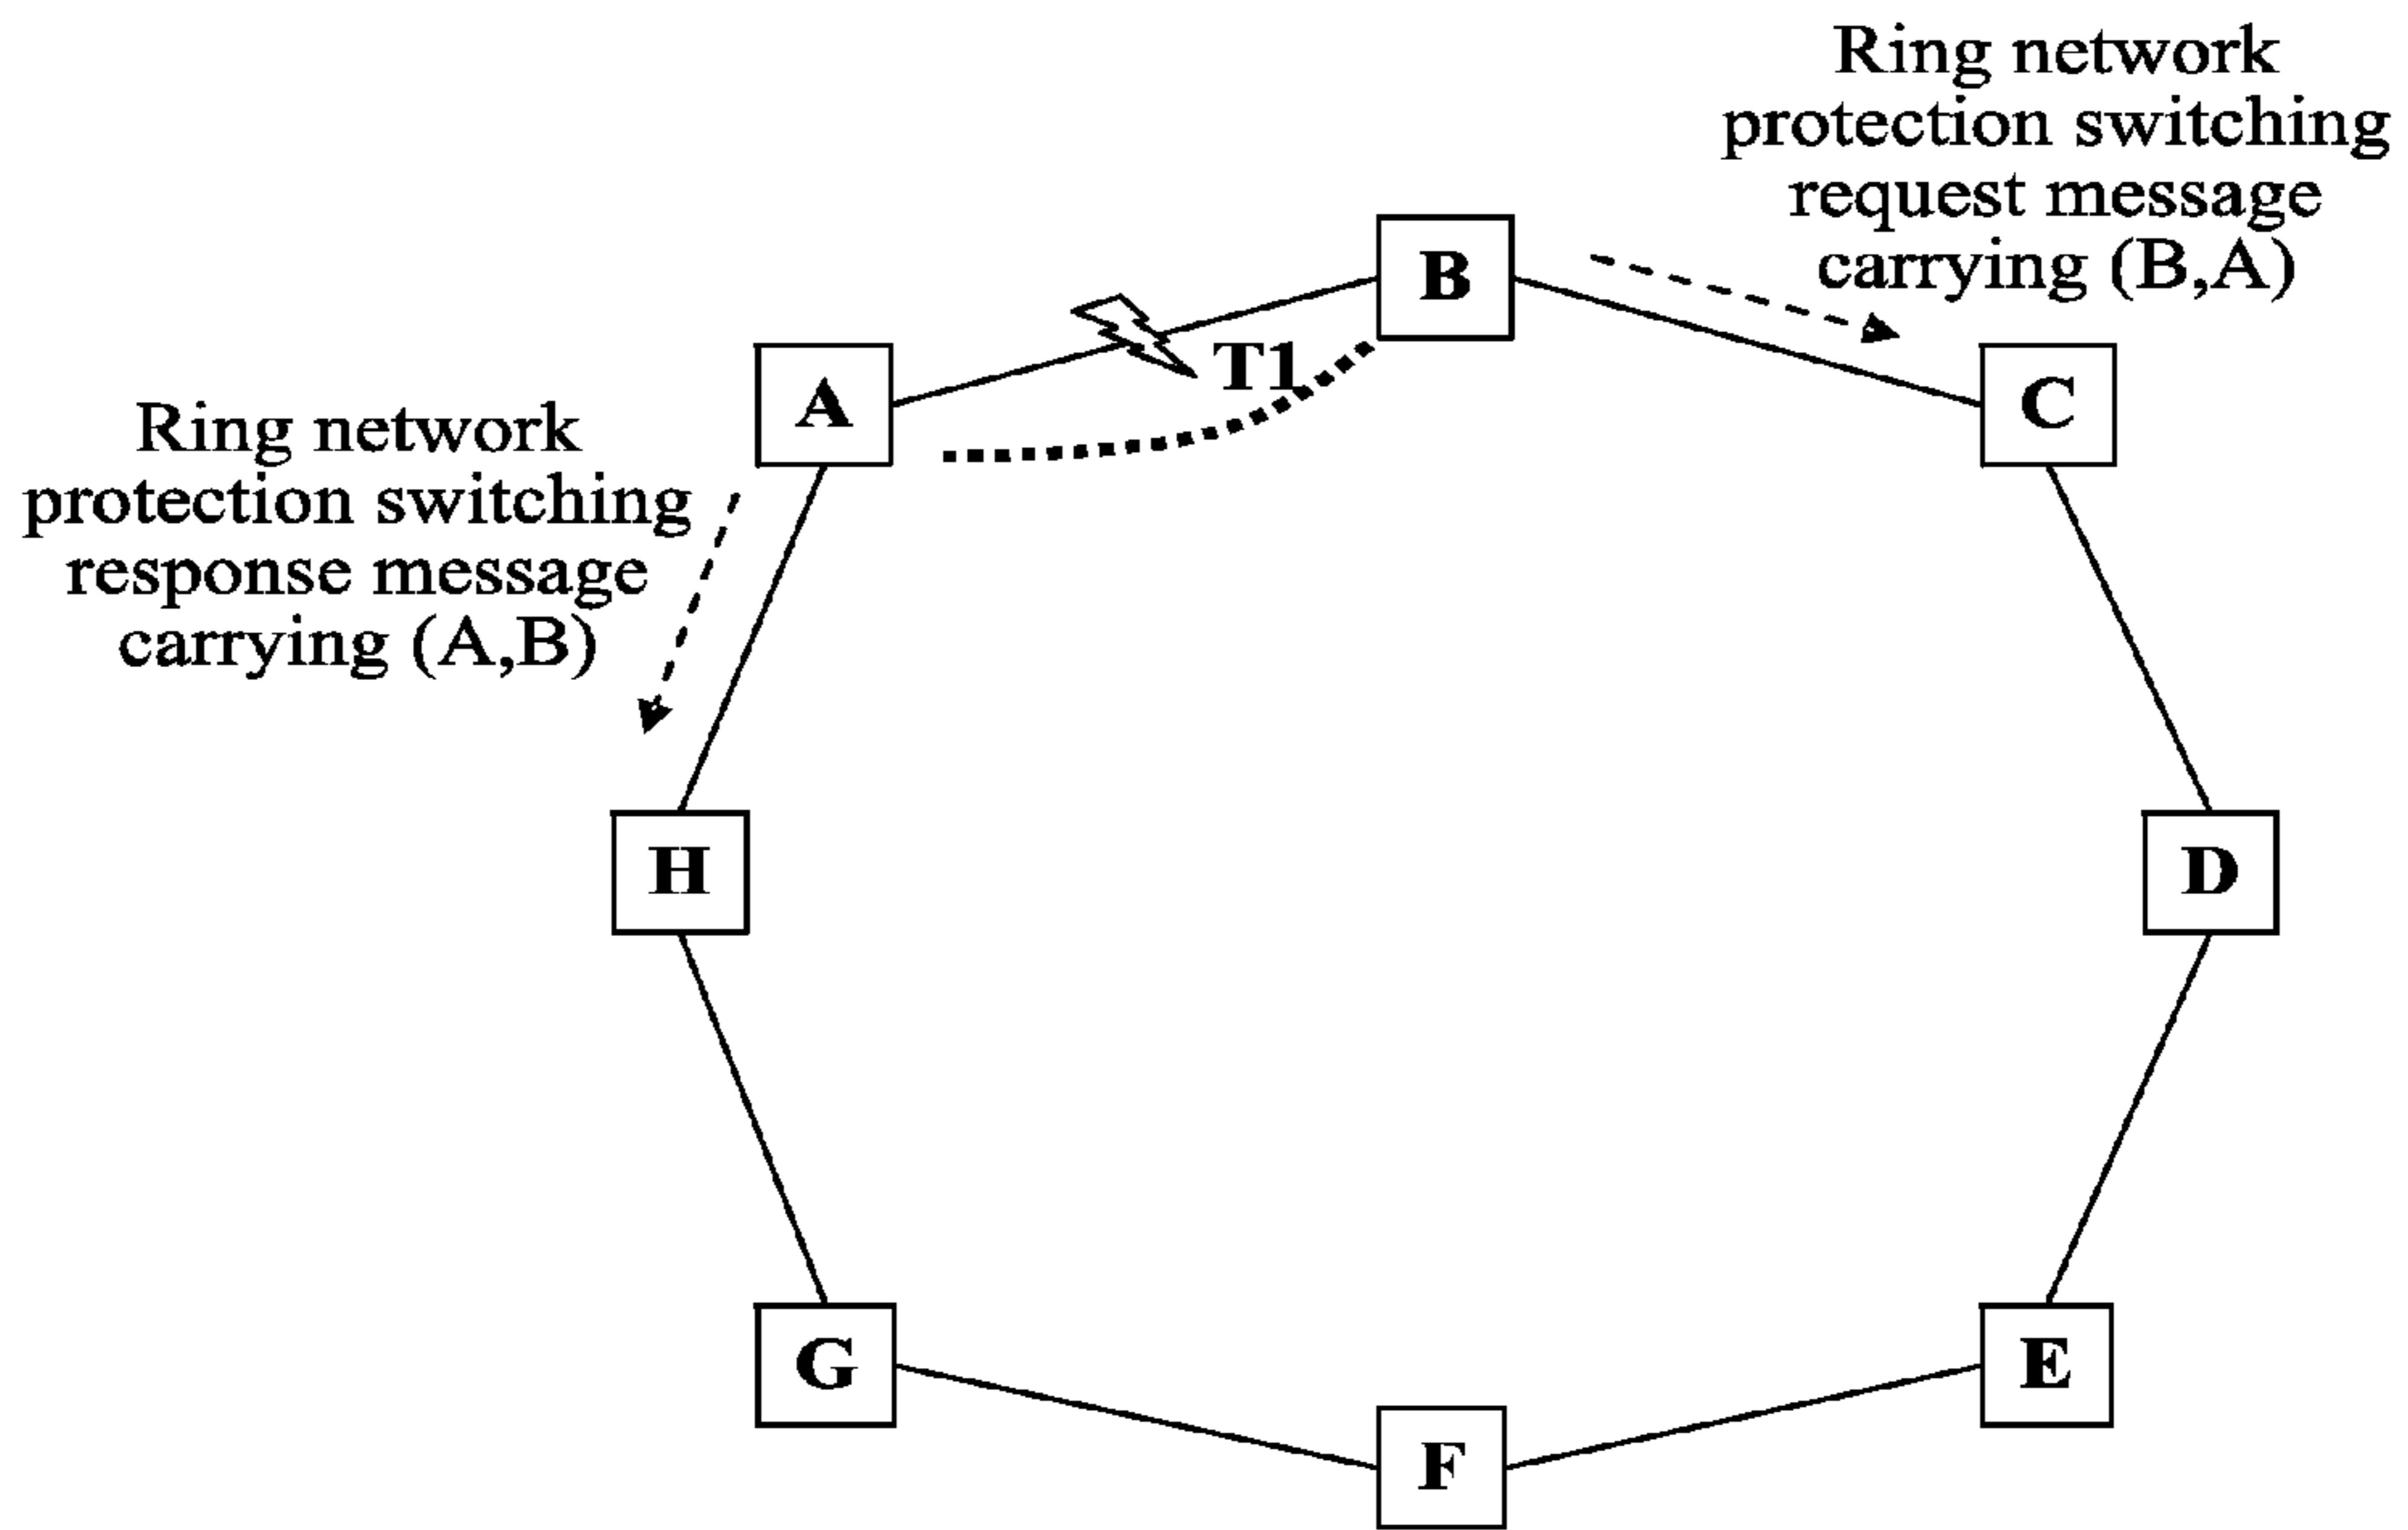 Ring network
protection switching
request message
carrying (B,A)
B
T1
A
C
Ring network
protection switching
response message
carrying (A,B)
H
D
G
E
F